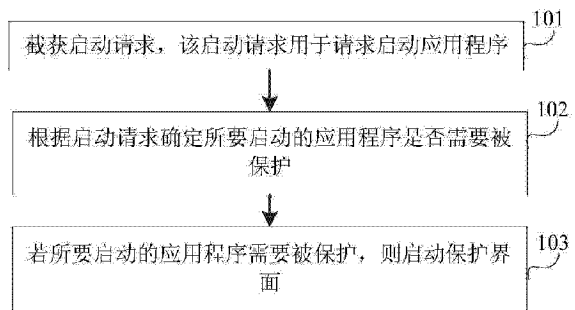 101
截获启动请求，该启动请求用于请求启动应用程序
102
根据启动请求确定所要启动的应用程序是否需要被
保护
103
若所要启动的应用程序需要被保护，则启动保护界
面